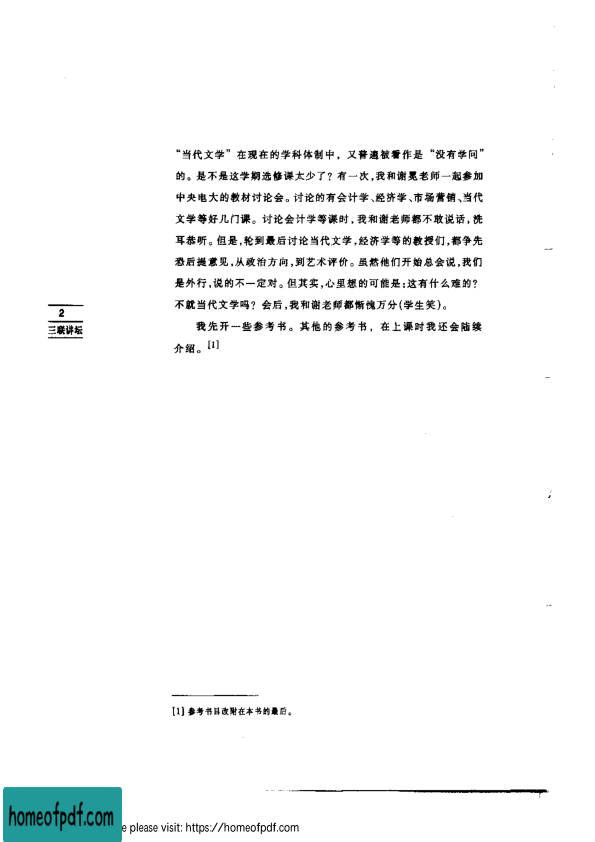 “当代文学”在现在的学科体制中，又普遍被看作是“没有学问”
的。是不是这学期选修课太少了？有一次，我和谢冕老师一起参加
中央电大的教材讨论会。讨论的有会计学、经济学、市场营销、当代
文学等好几门课。讨论会计学等课时，我和谢老师都不敢说话，洗
耳恭听。但是，轮到最后讨论当代文学，经济学等的教授们，都争先
恐后提意见，从政治方向，到艺术评价。虽然他们开始总会说，我们
是外行，说的不一定对。但其实，心里想的可能是：这有什么难的？
不就当代文学吗？会后，我和谢老师都惭愧万分（学生笑）。
2
三联讲坛
我先开一些参考书。其他的参考书，在上课时我还会陆续
介绍。[1]
[1] 参考书目改附在本书的最后。
homeofpdf.com
e please visit: https://homeofpdf.com